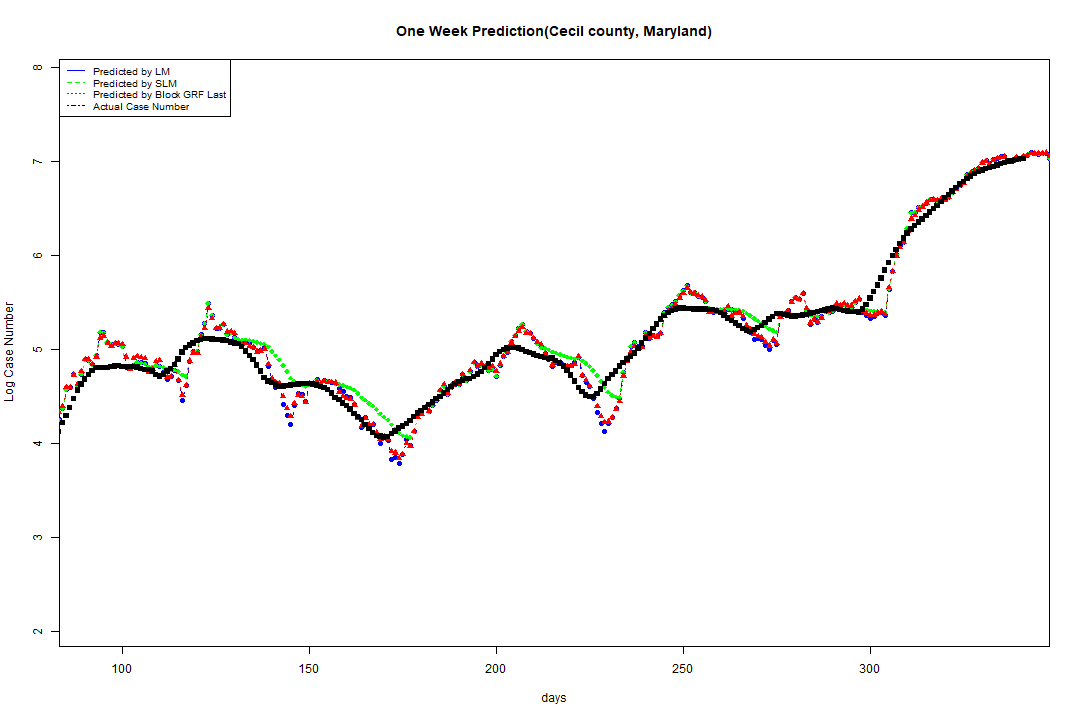 One Week Prediction(Cecil county, Maryland)
Predicted by LM
Predicted by SLM
Predicted by Block GRF Last
Actual Case Number
8
7
6
5
4
3
2
Log Case Number
100 150 200 250 300
days